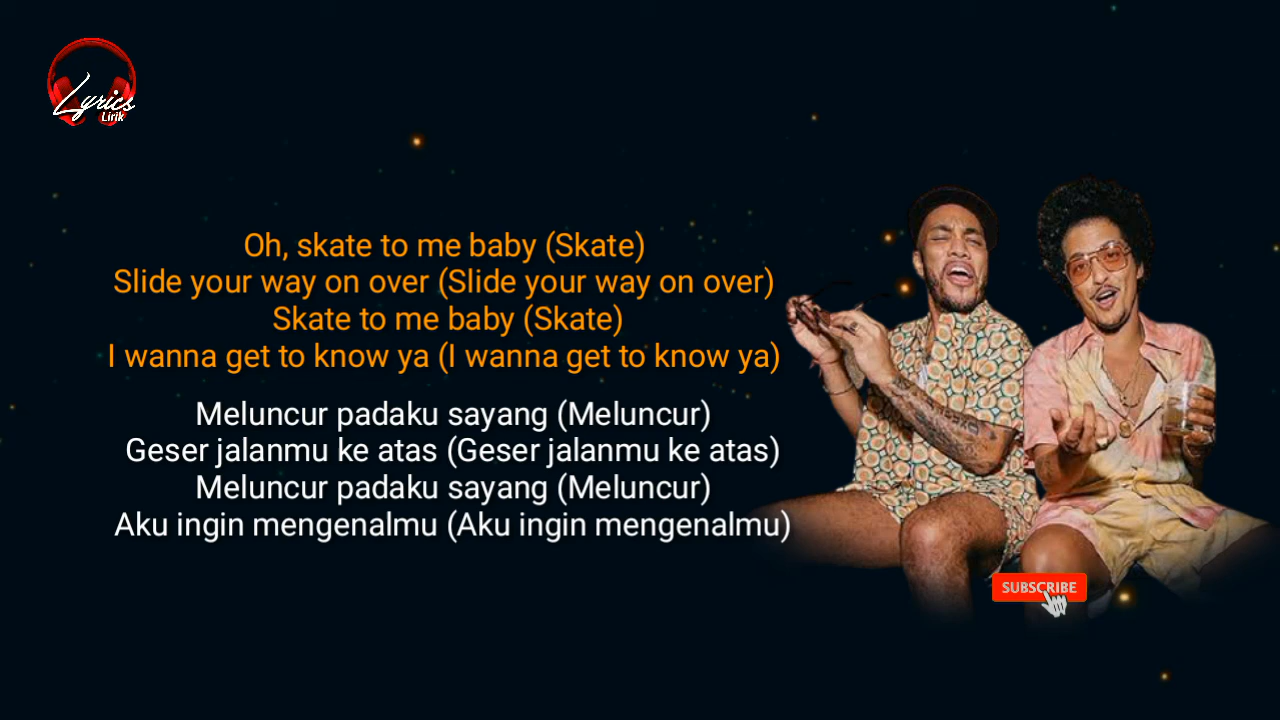 Lyrics
Lirik
Oh, skate to me baby (Skate)
Slide your way on over (Slide your way on over)
Skate to me baby (Skate)
I wanna get to know ya (I wanna get to know ya)
Meluncur padaku sayang (Meluncur)
Geser jalanmu ke atas (Geser jalanmu ke atas)
Meluncur padaku sayang (Meluncur)
Aku ingin mengenalmu (Aku ingin mengenalmu)
SUBSCRIBE